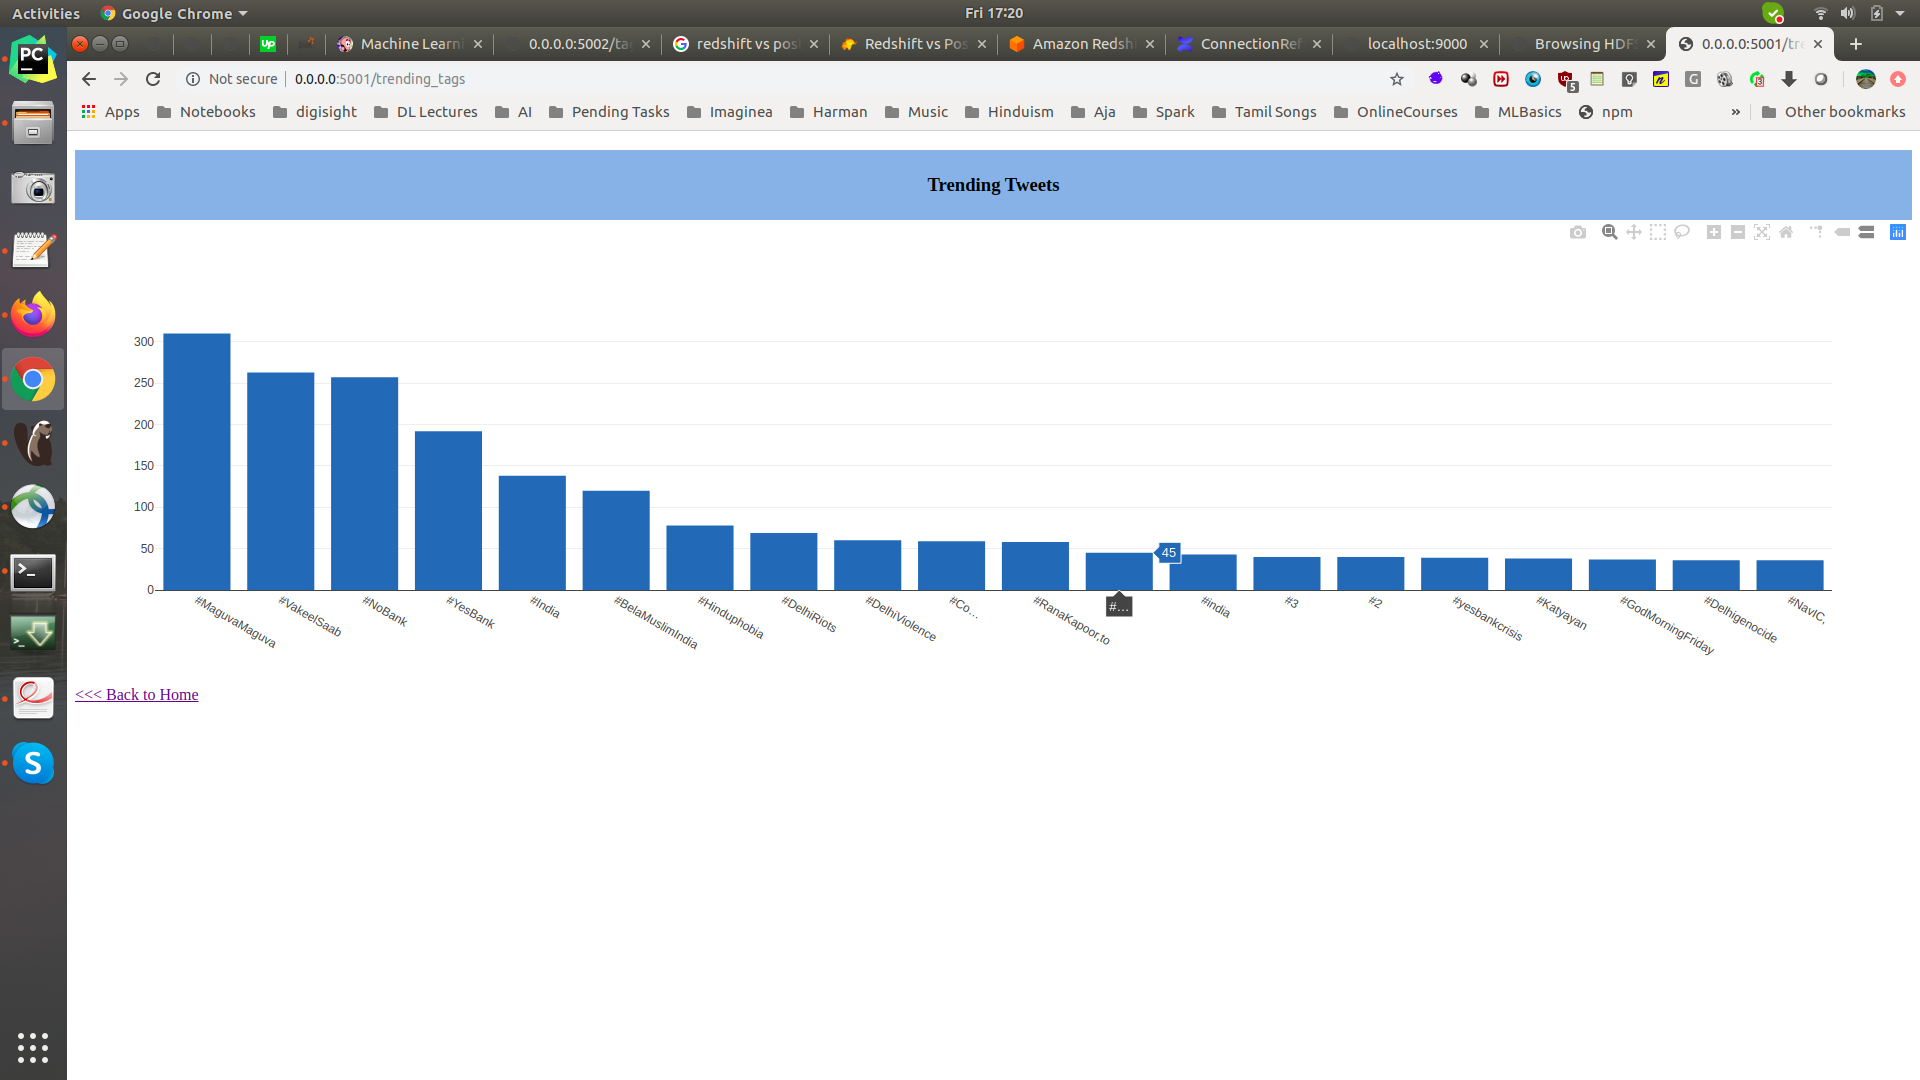 Activities Google Chrome Fri 17:20
Machine Learni 0.0.0.0:5002/ta redshift vs pos Redshift vs Pos Amazon Redsh ConnectionRef localhost:9000 Browsing HDF 0.0.0.0:5001/tre
Not secure 0.0.0.0:5001/trending_tags
Apps Notebooks digisight DL Lectures AI Pending Tasks Imaginea Harman Music Hinduism Aja Spark Tamil Songs OnlineCourses MLBasics npm » Other bookmarks
Trending Tweets
300
250
200
150
100
50
0
45
#MaguvaMaguva
#VakeelSaab
#NoBank
#YesBank
#India
#BelaMuslimIndia
#Hinduphobia
#DelhiRiots
#DelhiViolence
#Co…
#RanaKapoor,to
#…
#india
#3
#2
#yesbankcrisis
#Katyayan
#GodMorningFriday
#Delhigenocide
#NavIC,
<<< Back to Home